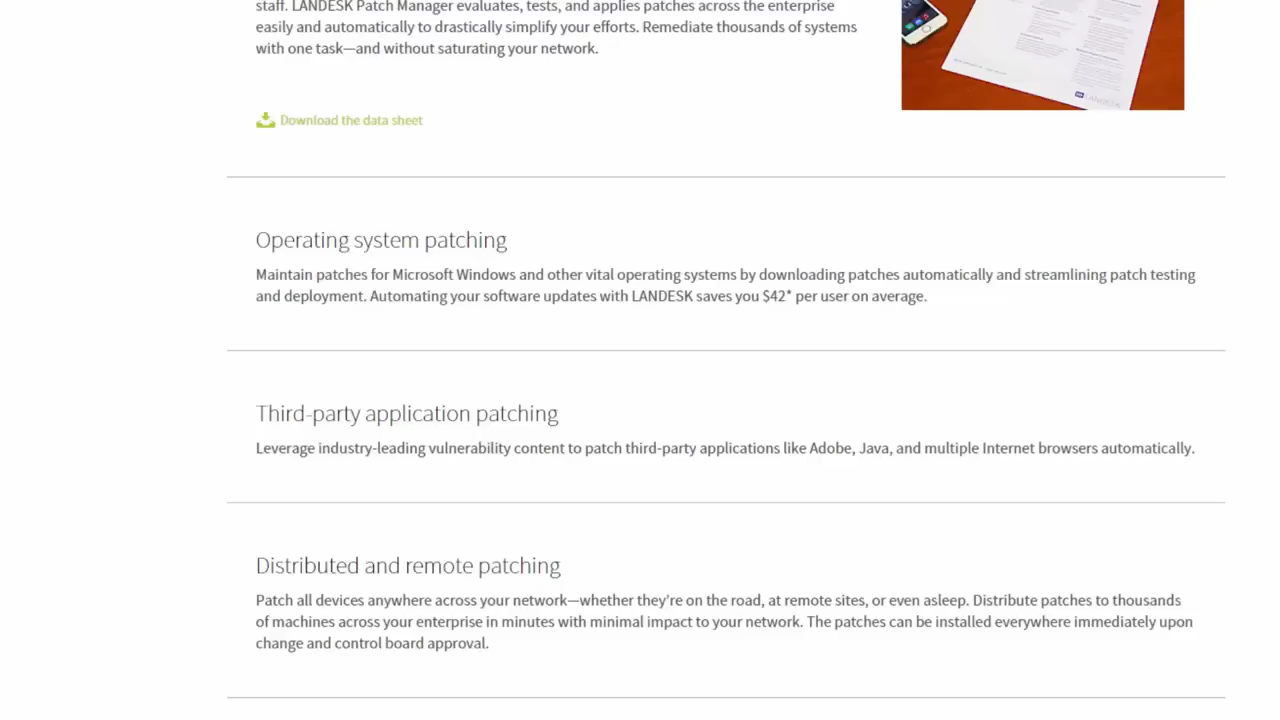 staff. LANDESK Patch Manager evaluates, tests, and applies patches across the enterprise
easily and automatically to drastically simplify your efforts. Remediate thousands of systems
with one task—and without saturating your network.
LANDESK
Download the data sheet
Operating system patching
Maintain patches for Microsoft Windows and other vital operating systems by downloading patches automatically and streamlining patch testing
and deployment. Automating your software updates with LANDESK saves you $42* per user on average.
Third-party application patching
Leverage industry-leading vulnerability content to patch third-party applications like Adobe, Java, and multiple Internet browsers automatically.
Distributed and remote patching
Patch all devices anywhere across your network—whether they're on the road, at remote sites, or even asleep. Distribute patches to thousands
of machines across your enterprise in minutes with minimal impact to your network. The patches can be installed everywhere immediately upon
change and control board approval.